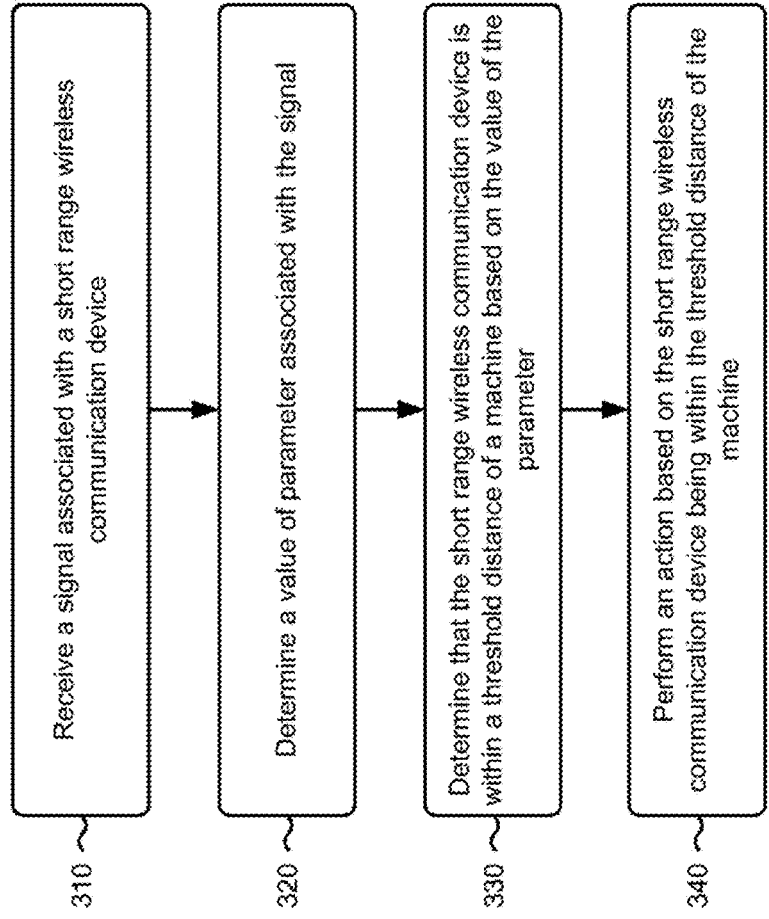 310
Receive a signal associated with a short range wireless
communication device
320
Determine a value of parameter associated with the signal
330
Determine that the short range wireless communication device is
within a threshold distance of a machine based on the value of the
parameter
340
Perform an action based on the short range wireless
communication device being within the threshold distance of the
machine